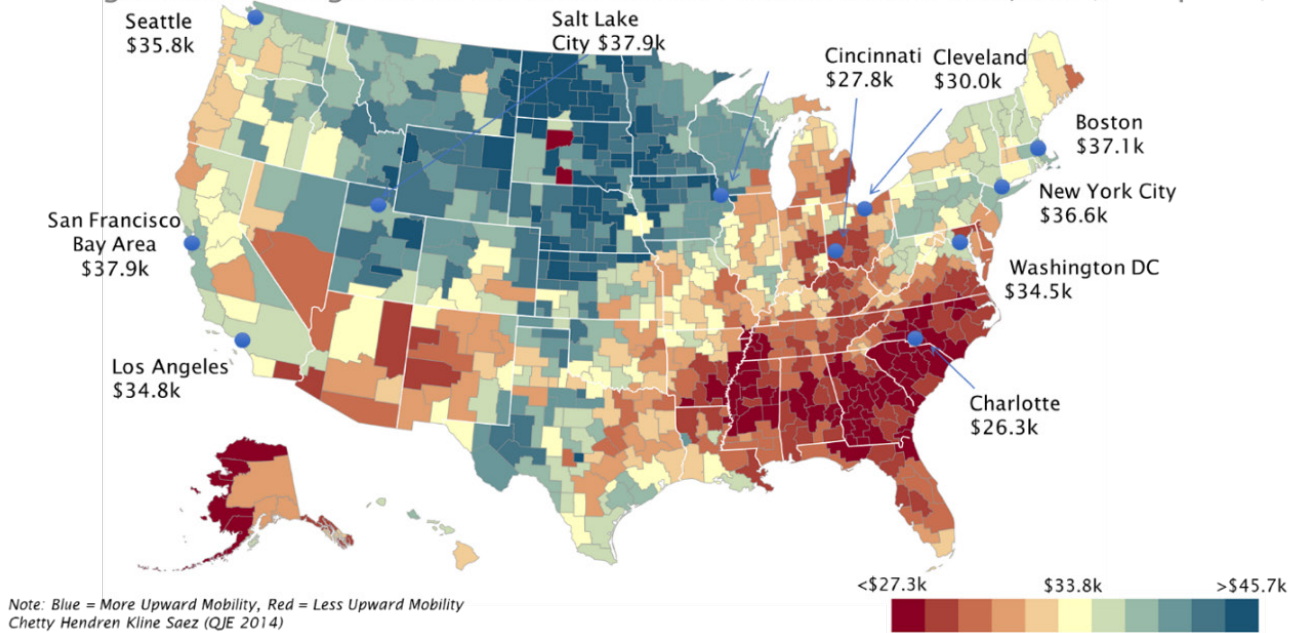 Seattle
$35.8k
Salt Lake
City $37.9k
Cincinnati
$27.8k
Cleveland
$30.0k
Boston
$37.1k
New York City
$36.6k
San Francisco
Bay Area
$37.9k
Washington DC
$34.5k
Los Angeles
$34.8k
Charlotte
$26.3k
<$27.3k
$33.8k
>$45.7k
Note: Blue = More Upward Mobility, Red = Less Upward Mobility
Chetty Hendren Kline Saez (QJE 2014)